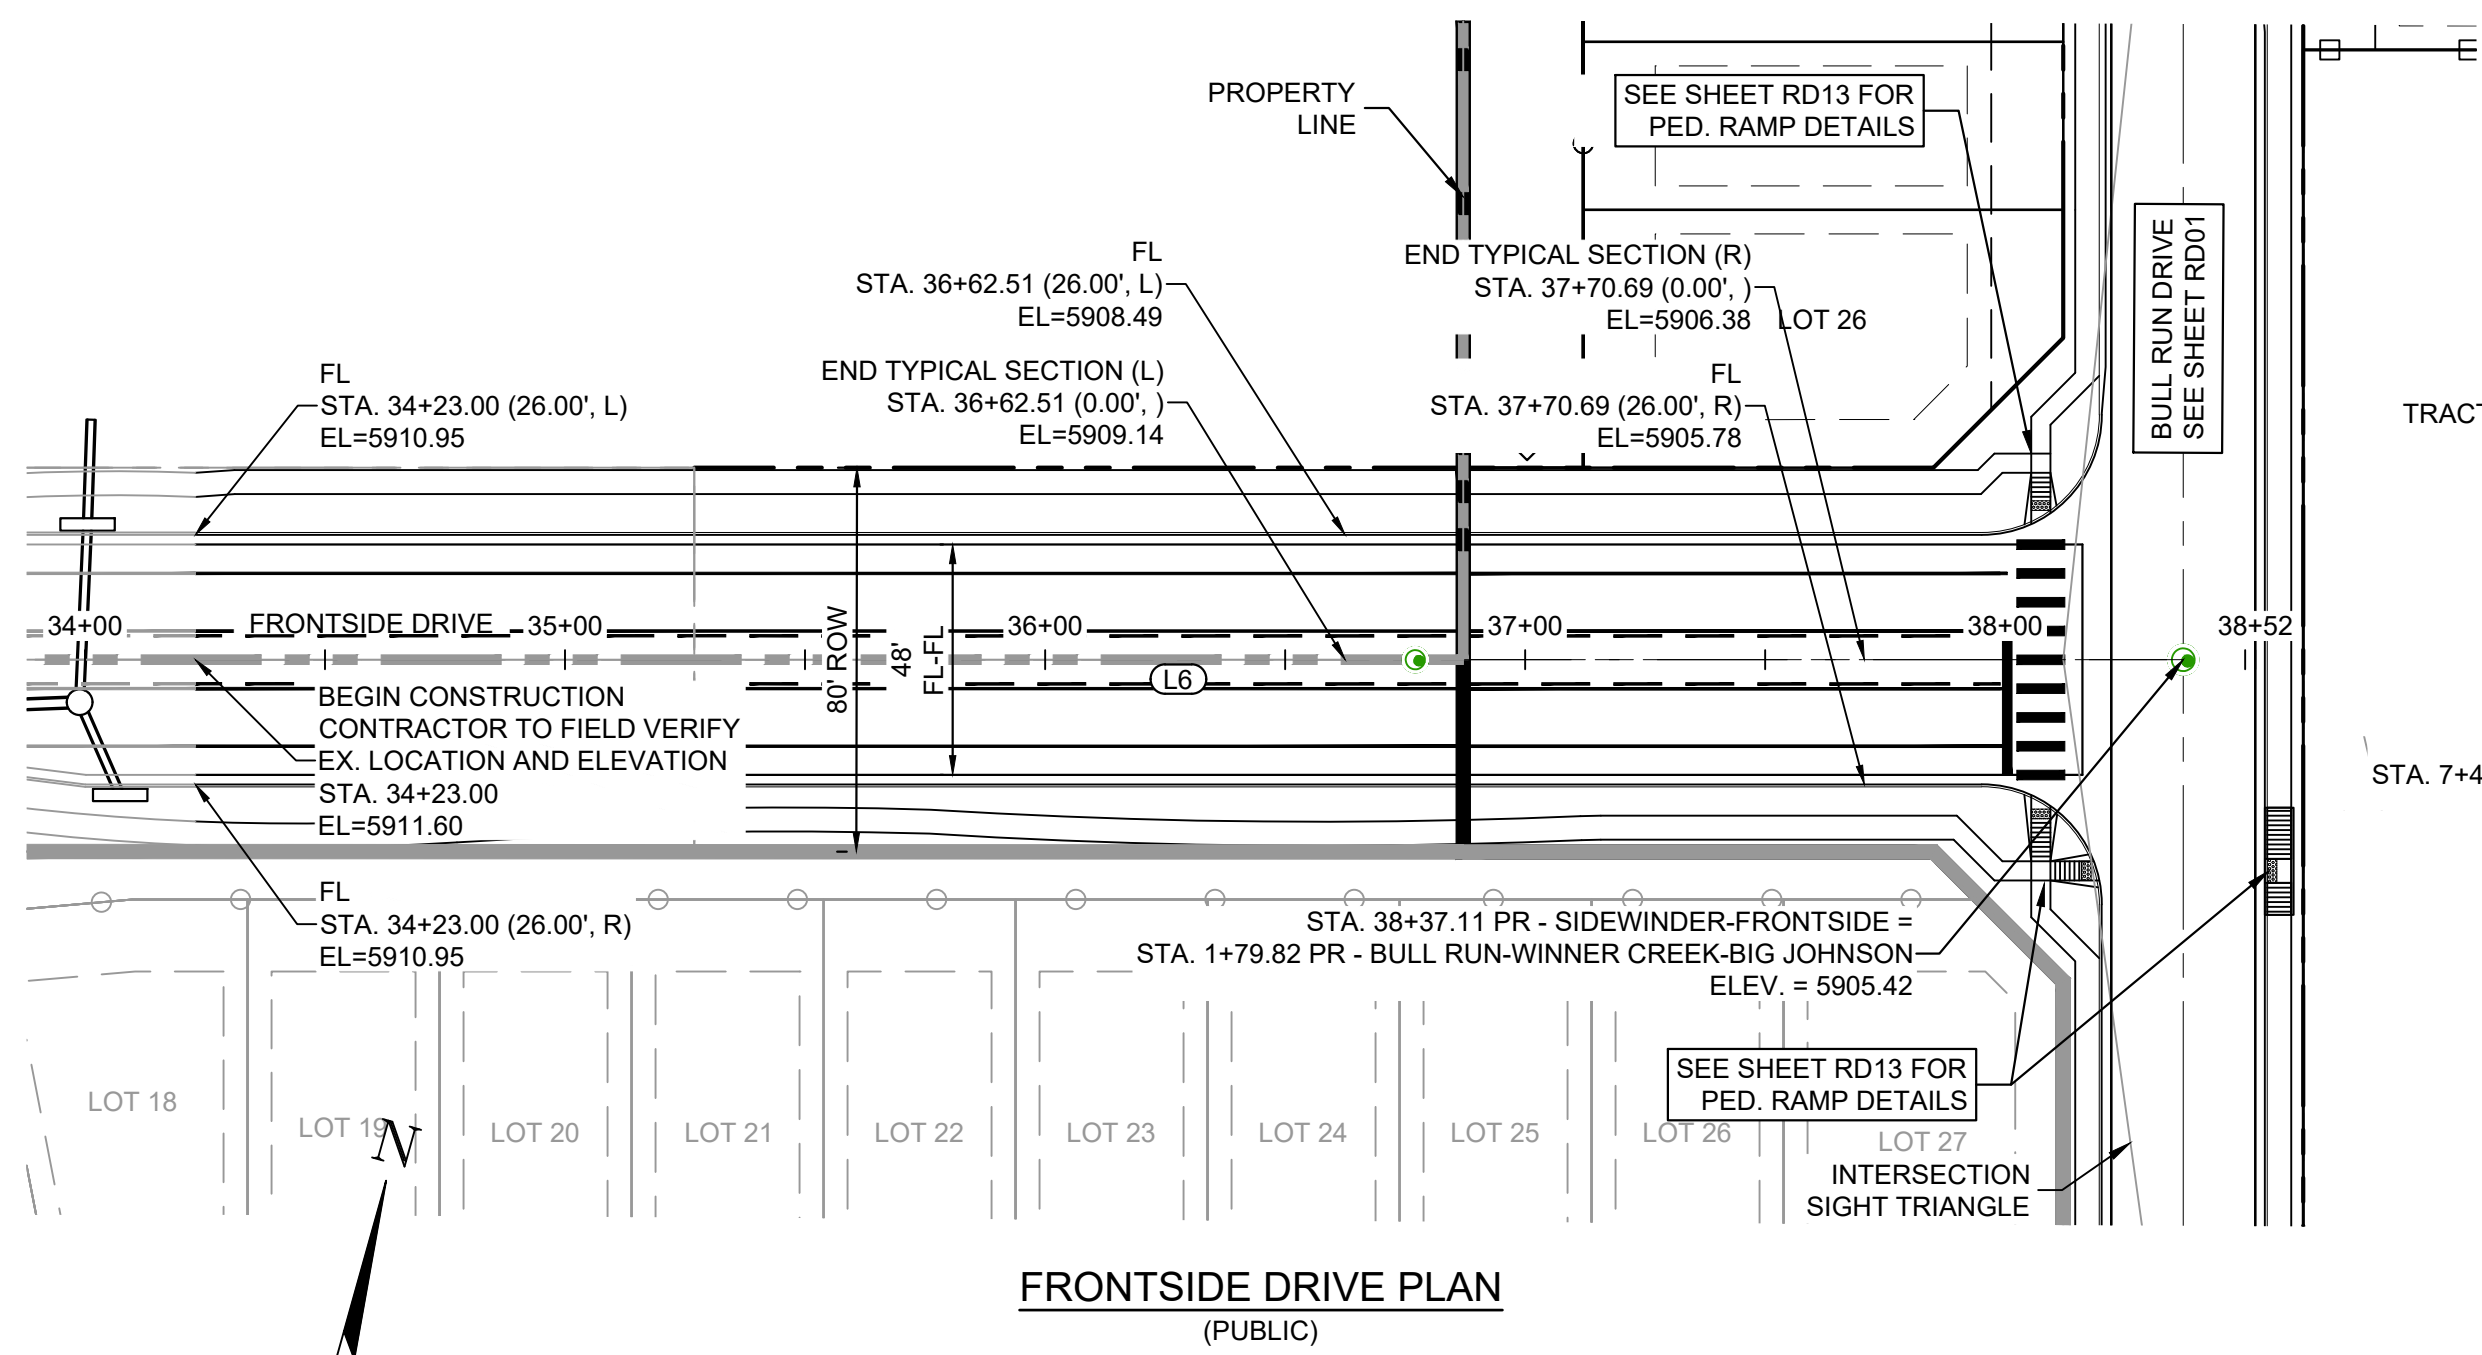 PROPERTY
LINE
SEE SHEET RD13 FOR
PED. RAMP DETAILS
BULL RUN DRIVE
SEE SHEET RD01
FL
STA. 36+62.51 (26.00', L)
EL=5908.49
END TYPICAL SECTION (R)
STA. 37+70.69 (0.00', )
EL=5906.38
LOT 26
FL
STA. 34+23.00 (26.00', L)
EL=5910.95
END TYPICAL SECTION (L)
STA. 36+62.51 (0.00', )
EL=5909.14
FL
STA. 37+70.69 (26.00', R)
EL=5905.78
TRACT
34+00
FRONTSIDE DRIVE
35+00
36+00
37+00
38+00
38+52
80' ROW
48'
FL-FL
L6
BEGIN CONSTRUCTION
CONTRACTOR TO FIELD VERIFY
EX. LOCATION AND ELEVATION
STA. 34+23.00
EL=5911.60
STA. 7+4
FL
STA. 34+23.00 (26.00', R)
EL=5910.95
STA. 38+37.11 PR - SIDEWINDER-FRONTSIDE =
STA. 1+79.82 PR - BULL RUN-WINNER CREEK-BIG JOHNSON
ELEV. = 5905.42
SEE SHEET RD13 FOR
PED. RAMP DETAILS
LOT 18
LOT 19
LOT 20
LOT 21
LOT 22
LOT 23
LOT 24
LOT 25
LOT 26
LOT 27
INTERSECTION
SIGHT TRIANGLE
N
FRONTSIDE DRIVE PLAN
(PUBLIC)